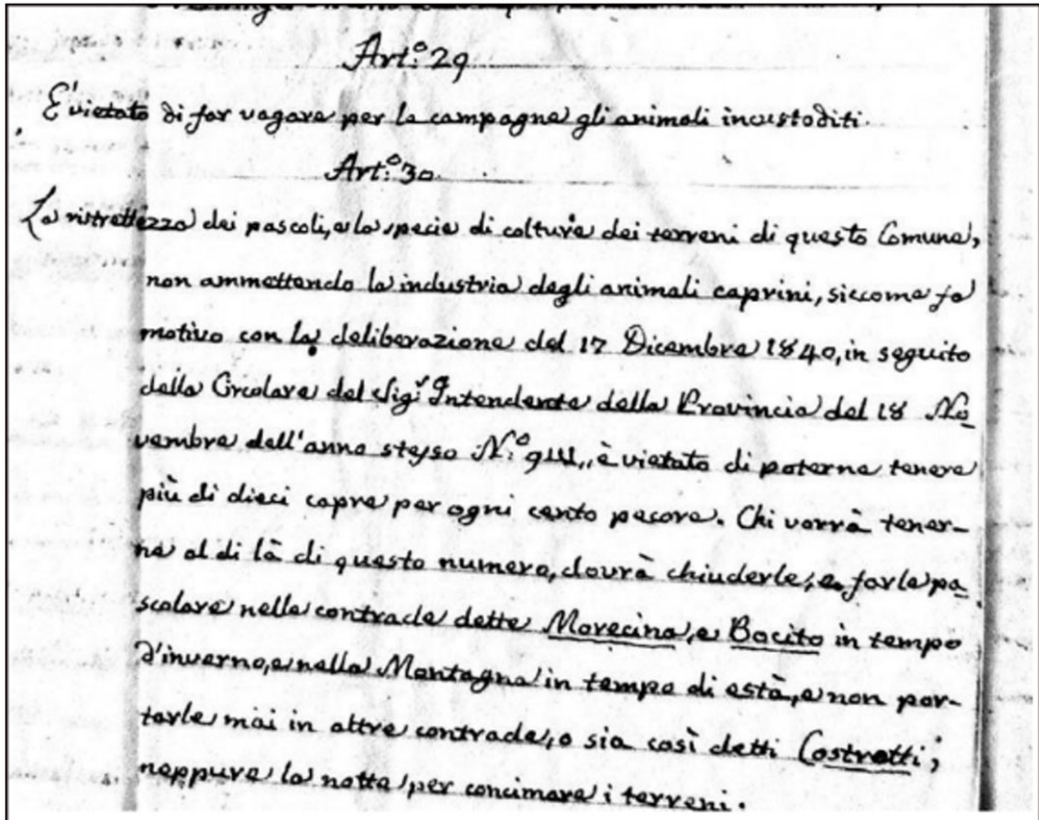 Art.º 29
E' vietato di far vagare per la campagna gli animali incustoditi.
Art.º 30
La ristrettezza dei pascoli, e la specie di colture dei terreni di questo Comune,
non ammettendo la industria degli animali caprini, siccome fo
motivo con la deliberazione del 17 Dicembre 1840, in seguito
della Circolare del Sig.r Intendente della Provincia del 18 No
vembre dell'anno stesso N.º è vietato di poterne tenere
più di dieci capre per ogni cento pecore. Chi vorrà tener-
ne al di là di questo numero, dovrà chiuderle, e farle pa
scolare nelle contrade dette Morecina, e Bocito in tempo
d'inverno, e nella Montagna in tempo di està, e non por-
tarle mai in altre contrade, o sia così detti Costretti;
neppure la notte per concimare i terreni.